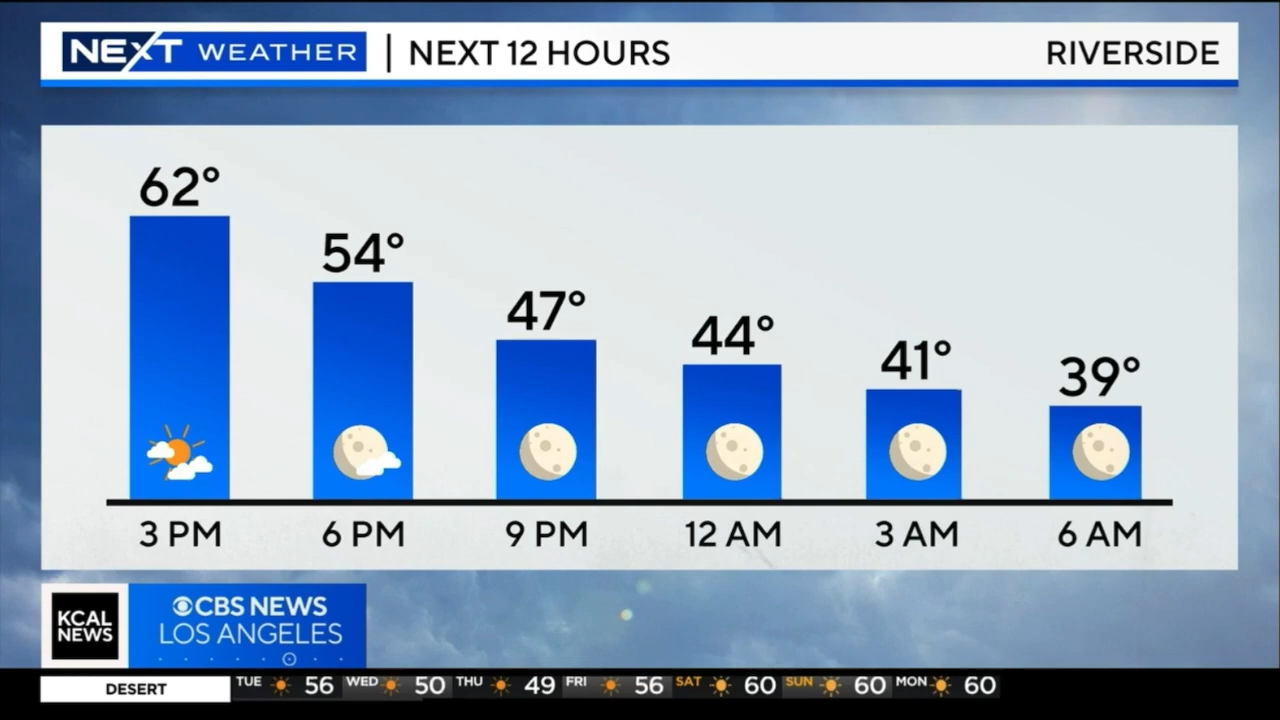 NEXT WEATHER | NEXT 12 HOURS RIVERSIDE
62° 54° 47° 44° 41° 39°
3 PM 6 PM 9 PM 12 AM 3 AM 6 AM
KCAL
NEWS
CBS NEWS
LOS ANGELES
DESERT TUE 56 WED 50 THU 49 FRI 56 SAT 60 SUN 60 MON 60